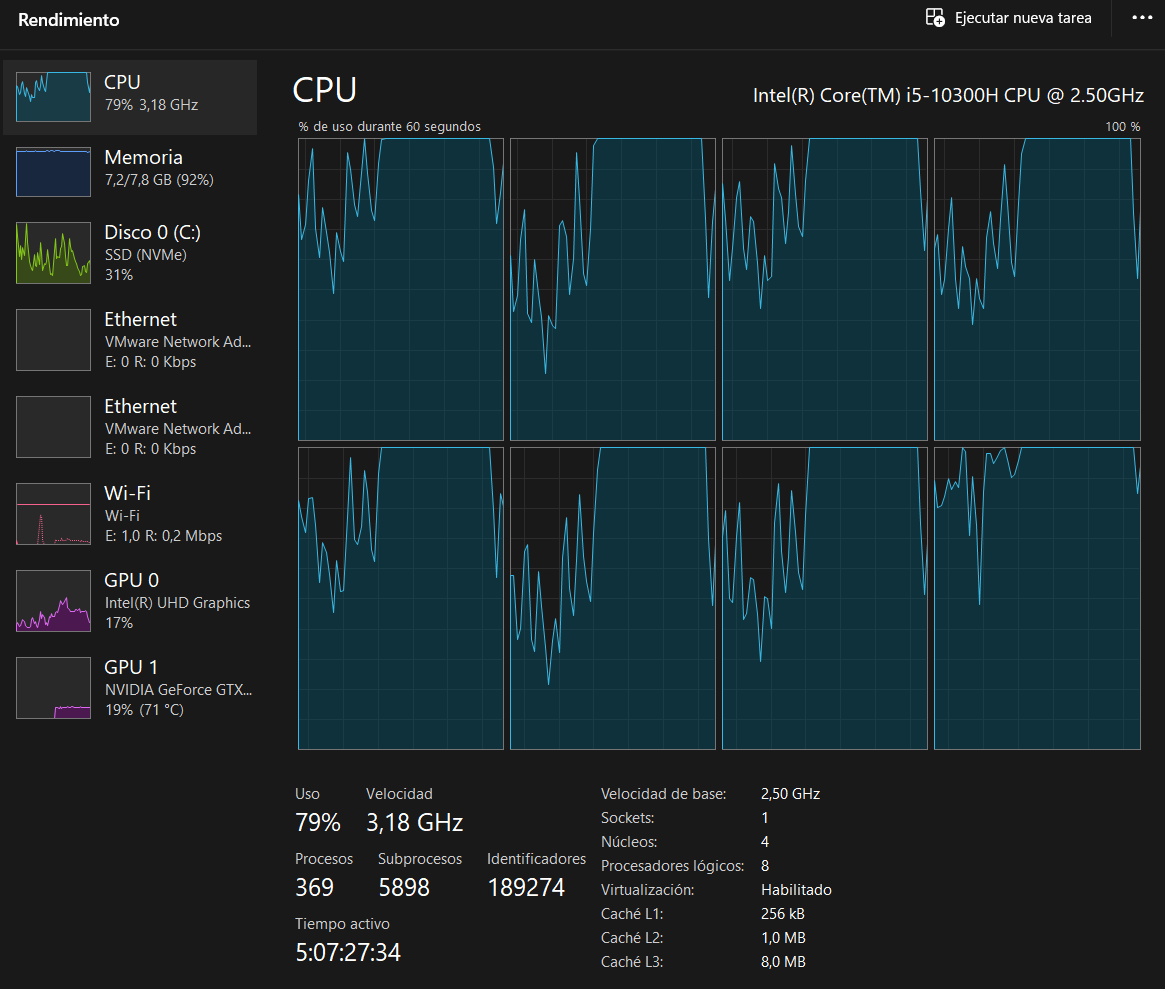 Rendimiento
Ejecutar nueva tarea
CPU
79% 3,18 GHz
Memoria
7,2/7,8 GB (92%)
Disco 0 (C:)
SSD (NVMe)
31%
Ethernet
VMware Network Ad...
E: 0 R: 0 Kbps
Ethernet
VMware Network Ad...
E: 0 R: 0 Kbps
Wi-Fi
Wi-Fi
E: 1,0 R: 0,2 Mbps
GPU 0
Intel(R) UHD Graphics
17%
GPU 1
NVIDIA GeForce GTX...
19% (71 °C)
CPU
Intel(R) Core(TM) i5-10300H CPU @ 2.50GHz
% de uso durante 60 segundos
100 %
Uso
79%
Velocidad
3,18 GHz
Procesos
369
Subprocesos
5898
Identificadores
189274
Tiempo activo
5:07:27:34
Velocidad de base: 2,50 GHz
Sockets: 1
Núcleos: 4
Procesadores lógicos: 8
Virtualización: Habilitado
Caché L1: 256 kB
Caché L2: 1,0 MB
Caché L3: 8,0 MB